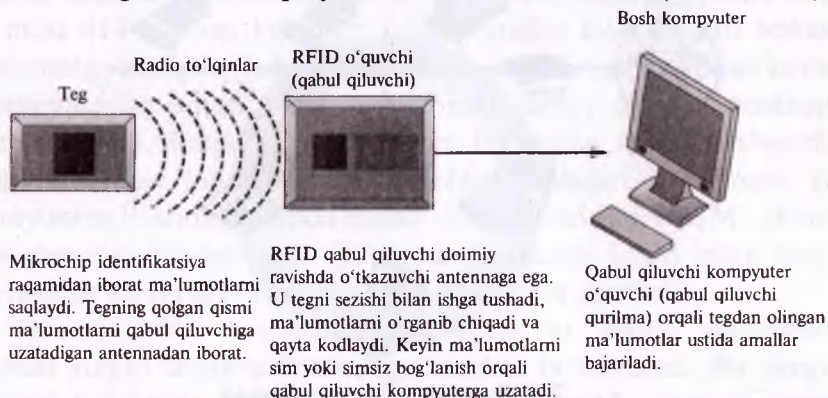 Bosh kompyuter
Radio to‘lqinlar
RFID o‘quvchi
(qabul qiluvchi)
Teg
Mikrochip identifikatsiya
raqamidan iborat ma’lumotlarni
saqlaydi. Tegning qolgan qismi
ma’lumotlarni qabul qiluvchiga
uzatadigan antennadan iborat.
RFID qabul qiluvchi doimiy
ravishda o‘tkazuvchi antennaga ega.
U tegni sezishi bilan ishga tushadi,
ma’lumotlarni o‘rganib chiqadi va
qayta kodlaydi. Keyin ma’lumotlarni
sim yoki simsiz bog‘lanish orqali
qabul qiluvchi kompyuterga uzatadi.
Qabul qiluvchi kompyuter
o‘quvchi (qabul qiluvchi
qurilma) orqali tegdan olingan
ma’lumotlar ustida amallar
bajariladi.